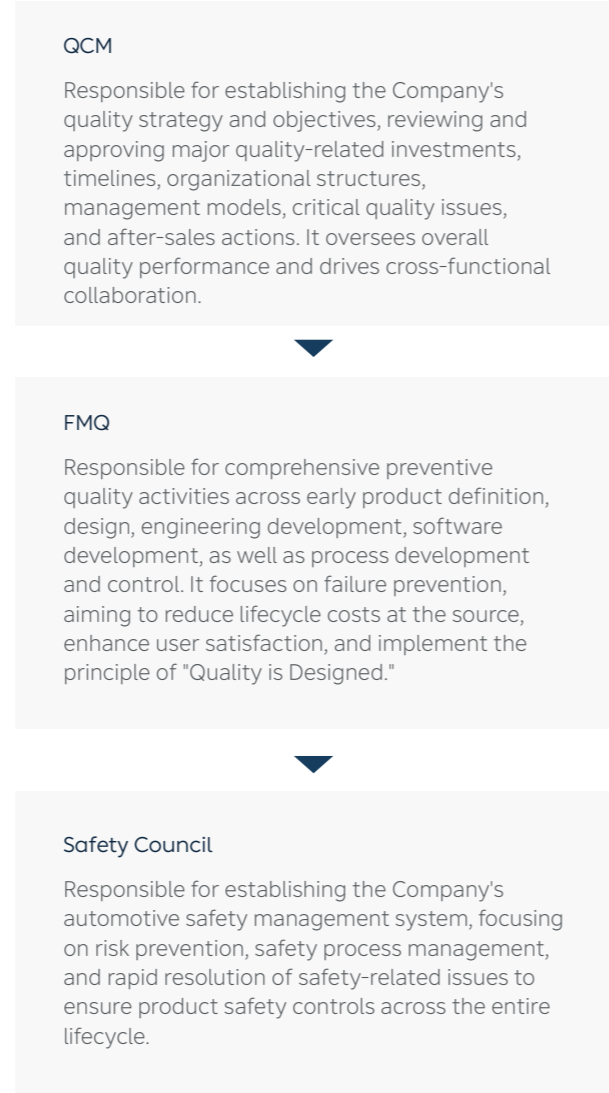 QCM
Responsible for establishing the Company's
quality strategy and objectives, reviewing and
approving major quality-related investments,
timelines, organizational structures,
management models, critical quality issues,
and after-sales actions. It oversees overall
quality performance and drives cross-functional
collaboration.
FMQ
Responsible for comprehensive preventive
quality activities across early product definition,
design, engineering development, software
development, as well as process development
and control. It focuses on failure prevention,
aiming to reduce lifecycle costs at the source,
enhance user satisfaction, and implement the
principle of "Quality is Designed."
Safety Council
Responsible for establishing the Company's
automotive safety management system, focusing
on risk prevention, safety process management,
and rapid resolution of safety-related issues to
ensure product safety controls across the entire
lifecycle.